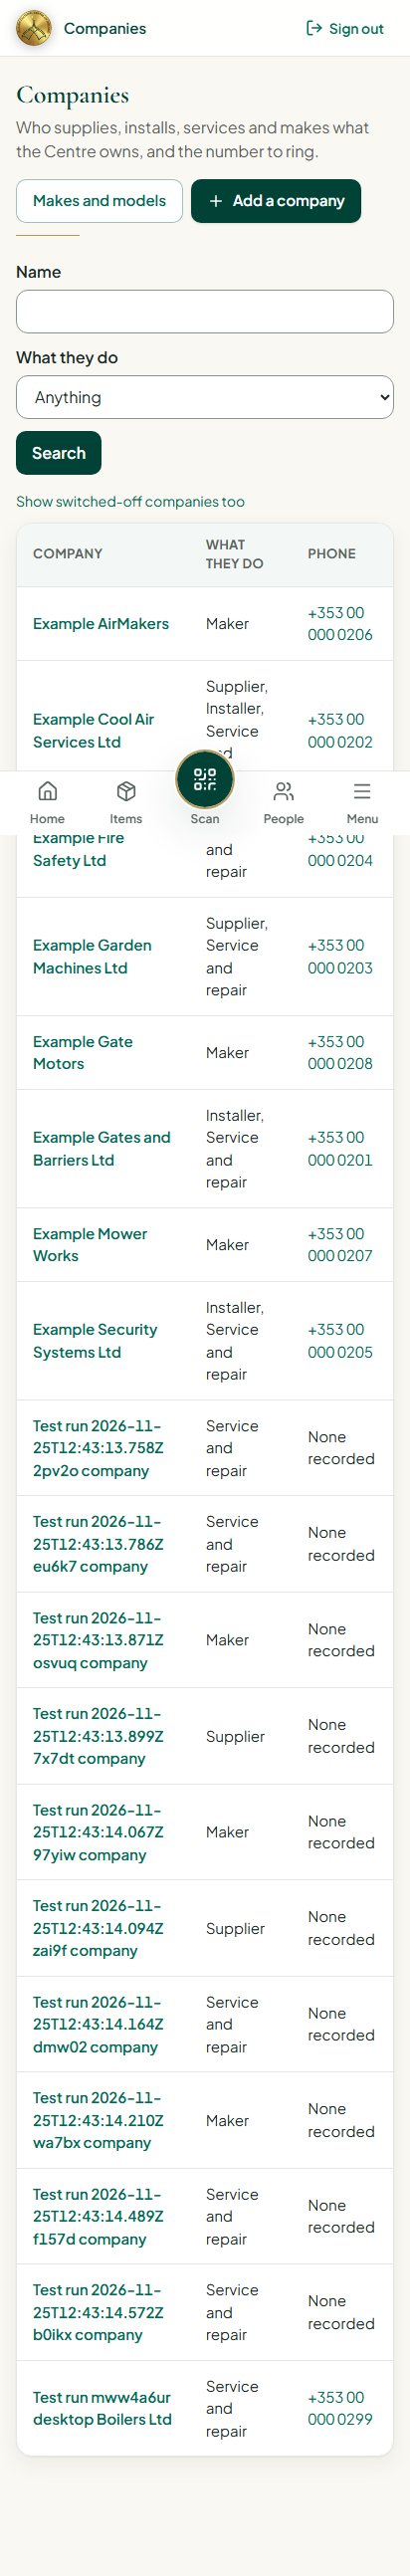 Companies
Sign out
Companies
Who supplies, installs, services and makes what
the Centre owns, and the number to ring.
Makes and models
Add a company
Name
What they do
Anything
Search
Show switched-off companies too
COMPANY
WHAT
THEY DO
PHONE
Example AirMakers
Maker
+353 00
000 0206
Example Cool Air
Services Ltd
Supplier,
Installer,
Service
+353 00
000 0202
Home
Items
Scan
People
Menu
Example Fire
Safety Ltd
and
repair
+353 00
000 0204
Example Garden
Machines Ltd
Supplier,
Service
and
repair
+353 00
000 0203
Example Gate
Motors
Maker
+353 00
000 0208
Example Gates and
Barriers Ltd
Installer,
Service
and
repair
+353 00
000 0201
Example Mower
Works
Maker
+353 00
000 0207
Example Security
Systems Ltd
Installer,
Service
and
repair
+353 00
000 0205
Test run 2026-11-
25T12:43:13.758Z
2pv2o company
Service
and
repair
None
recorded
Test run 2026-11-
25T12:43:13.786Z
eu6k7 company
Service
and
repair
None
recorded
Test run 2026-11-
25T12:43:13.871Z
osvuq company
Maker
None
recorded
Test run 2026-11-
25T12:43:13.899Z
7x7dt company
Supplier
None
recorded
Test run 2026-11-
25T12:43:14.067Z
97yiw company
Maker
None
recorded
Test run 2026-11-
25T12:43:14.094Z
zai9f company
Supplier
None
recorded
Test run 2026-11-
25T12:43:14.164Z
dmw02 company
Service
and
repair
None
recorded
Test run 2026-11-
25T12:43:14.210Z
wa7bx company
Maker
None
recorded
Test run 2026-11-
25T12:43:14.489Z
f157d company
Service
and
repair
None
recorded
Test run 2026-11-
25T12:43:14.572Z
b0ikx company
Service
and
repair
None
recorded
Test run mww4a6ur
desktop Boilers Ltd
Service
and
repair
+353 00
000 0299